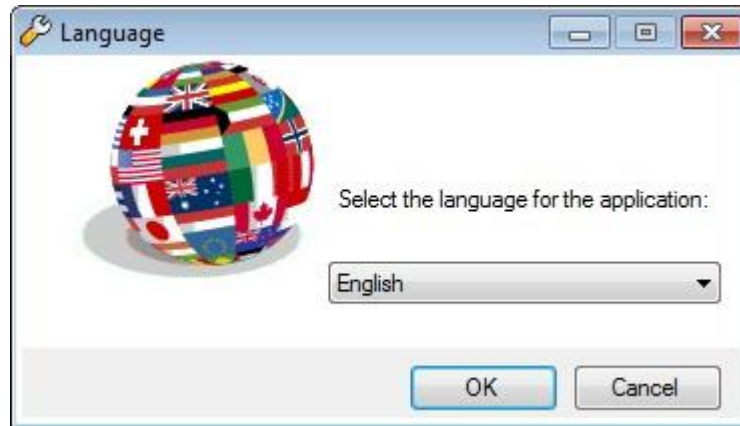 Language
Select the language for the application:
English
OK
Cancel